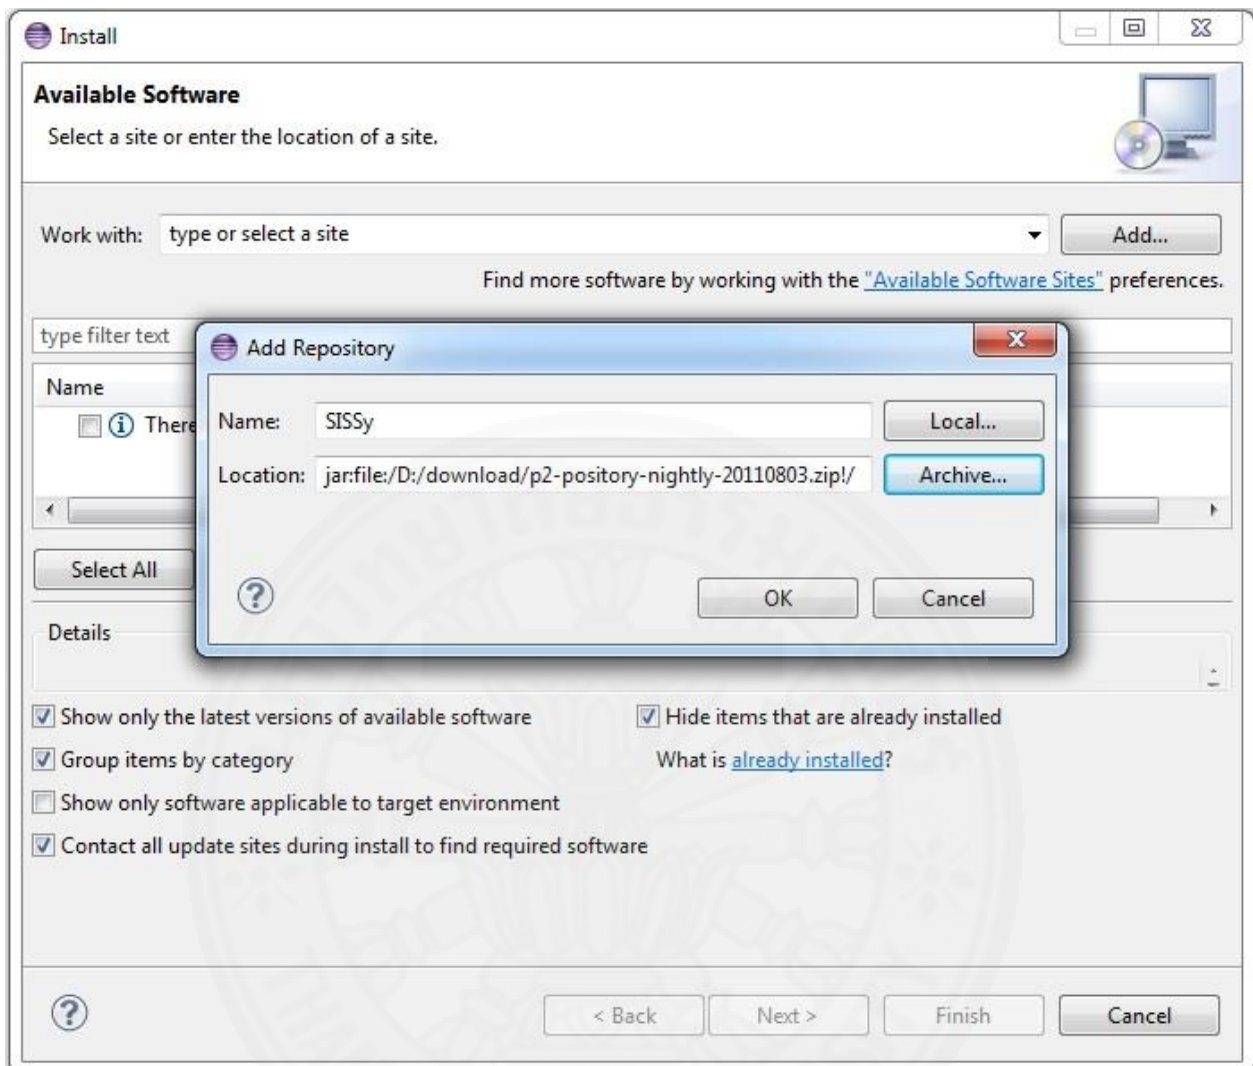 Install
Available Software
Select a site or enter the location of a site.
Work with: type or select a site Add...
Find more software by working with the "Available Software Sites" preferences.
type filter text
Add Repository
Name
There
Name: SISSy Local...
Location: jar:file:/D:/download/p2-pository-nightly-20110803.zip!/ Archive...
OK Cancel
Select All
Details
Show only the latest versions of available software Hide items that are already installed
Group items by category What is already installed?
Show only software applicable to target environment
Contact all update sites during install to find required software
< Back Next > Finish Cancel